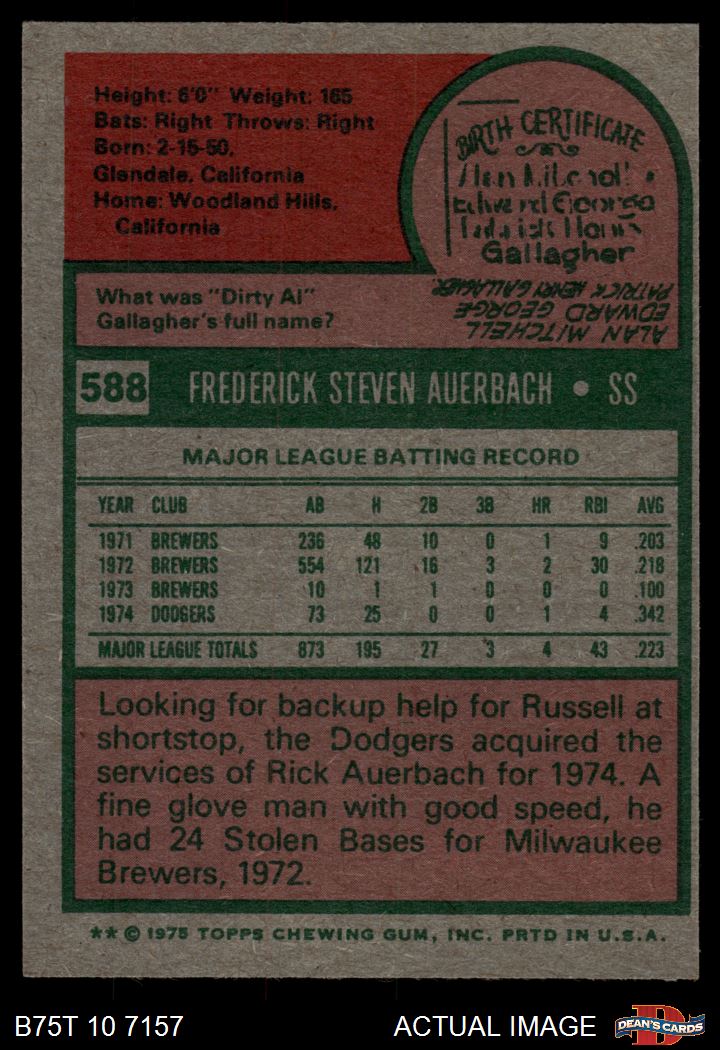 Height: 6'0" Weight: 165
Bats: Right Throws: Right
Born: 2-15-50,
Glendale, California
Home: Woodland Hills,
California
BIRTH CERTIFICATE
Gallagher
What was "Dirty Al"
Gallagher's full name?
ALAN MITCHELL
EDWARD GEORGE
PATRICK HENRY GALLAGHER.
588 FREDERICK STEVEN AUERBACH • SS
MAJOR LEAGUE BATTING RECORD
YEAR CLUB AB H 2B 3B HR RBI AVG
1971 BREWERS 236 48 10 0 1 9 .203
1972 BREWERS 554 121 16 3 2 30 .218
1973 BREWERS 10 1 1 0 0 0 .100
1974 DODGERS 73 25 0 0 1 4 .342
MAJOR LEAGUE TOTALS 873 195 27 3 4 43 .223
Looking for backup help for Russell at
shortstop, the Dodgers acquired the
services of Rick Auerbach for 1974. A
fine glove man with good speed, he
had 24 Stolen Bases for Milwaukee
Brewers, 1972.
** © 1975 TOPPS CHEWING GUM, INC. PRTD IN U.S.A.
B75T 10 7157 ACTUAL IMAGE DEAN'S CARDS